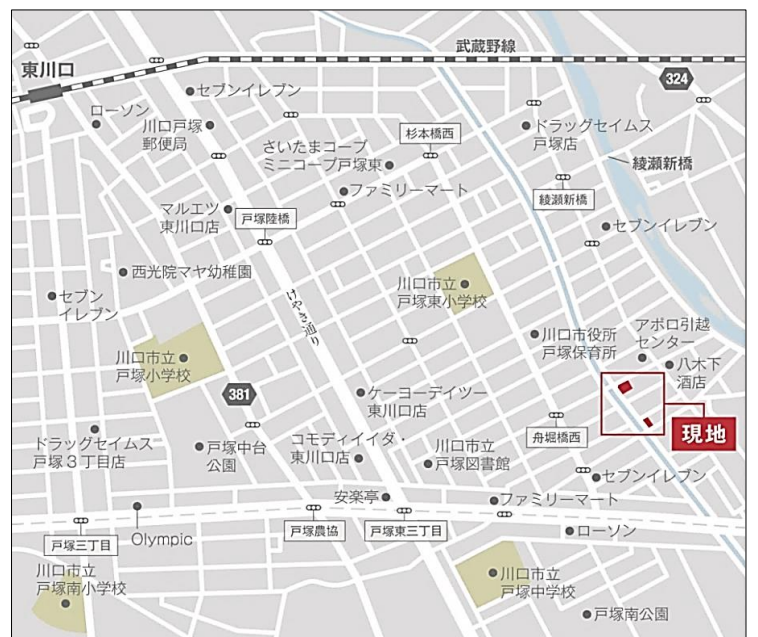 武蔵野線
東川口
324
セブンイレブン
ローソン
川口戸塚
郵便局
杉本橋西
ドラッグセイムス
戸塚店
さいたまコープ
ミニコープ戸塚東
綾瀬新橋
ファミリーマート
綾瀬新橋
マルエツ
東川口店
戸塚陸橋
セブンイレブン
西光院マヤ幼稚園
川口市立
戸塚東小学校
セブン
イレブン
けやき通り
アポロ引越
センター
川口市役所
戸塚保育所
川口市立
戸塚小学校
八木下
酒店
381
ケーヨーデイツー
東川口店
現地
ドラッグセイムス
戸塚3丁目店
戸塚中台
公園
コモディイイダ・
東川口店
川口市立
戸塚図書館
舟堀橋西
セブンイレブン
安楽亭
ファミリーマート
Olympic
戸塚三丁目
戸塚農協
戸塚東三丁目
ローソン
川口市立
戸塚南小学校
川口市立
戸塚中学校
戸塚南公園